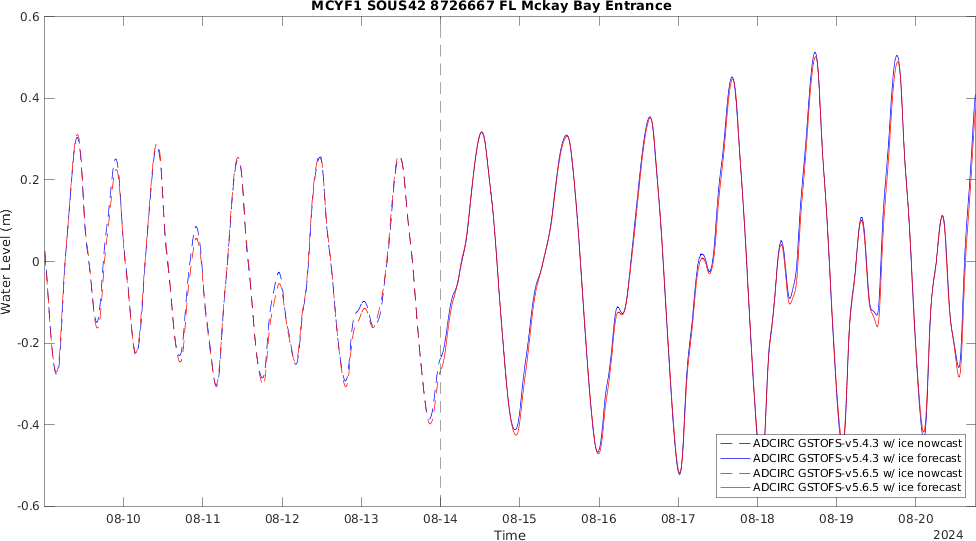 MCYF1 SOUS42 8726667 FL Mckay Bay Entrance
0.6
0.4
0.2
0
-0.2
-0.4
-0.6
Water Level (m)
08-10 08-11 08-12 08-13 08-14 08-15 08-16 08-17 08-18 08-19 08-20
2024
Time
ADCIRC GSTOFS-v5.4.3 w/ ice nowcast
ADCIRC GSTOFS-v5.4.3 w/ ice forecast
ADCIRC GSTOFS-v5.6.5 w/ ice nowcast
ADCIRC GSTOFS-v5.6.5 w/ ice forecast